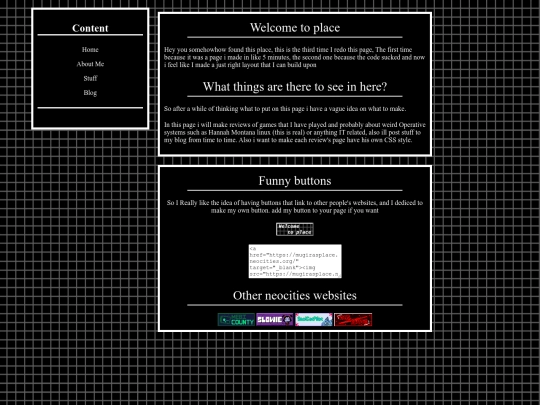 Content
Home
About Me
Stuff
Blog
Welcome to place
Hey you somehowhow found this place, this is the third time I redo this page, The first time
because it was a page i made in like 5 minutes, the second one because the code sucked and now
i feel like I made a just right layout that I can build upon
What things are there to see in here?
So after a while of thinking what to put on this page i have a vague idea on what to make.
In this page i will make reviews of games that I have played and probably about weird Operative
systems such as Hannah Montana linux (this is real) or anything IT related, also ill post stuff to
my blog from time to time. Also i want to make each review's page have his own CSS style.
Funny buttons
So I Really like the idea of having buttons that link to other people's websites, and I dediced to
make my own button. add my button to your page if you want
Welcome
to place
<a
href="https://mugirasplace.
neocities.org/"
target="_blank"><img
src="https://mugirasplace.n
Other neocities websites
COUNTY
SLOWIE